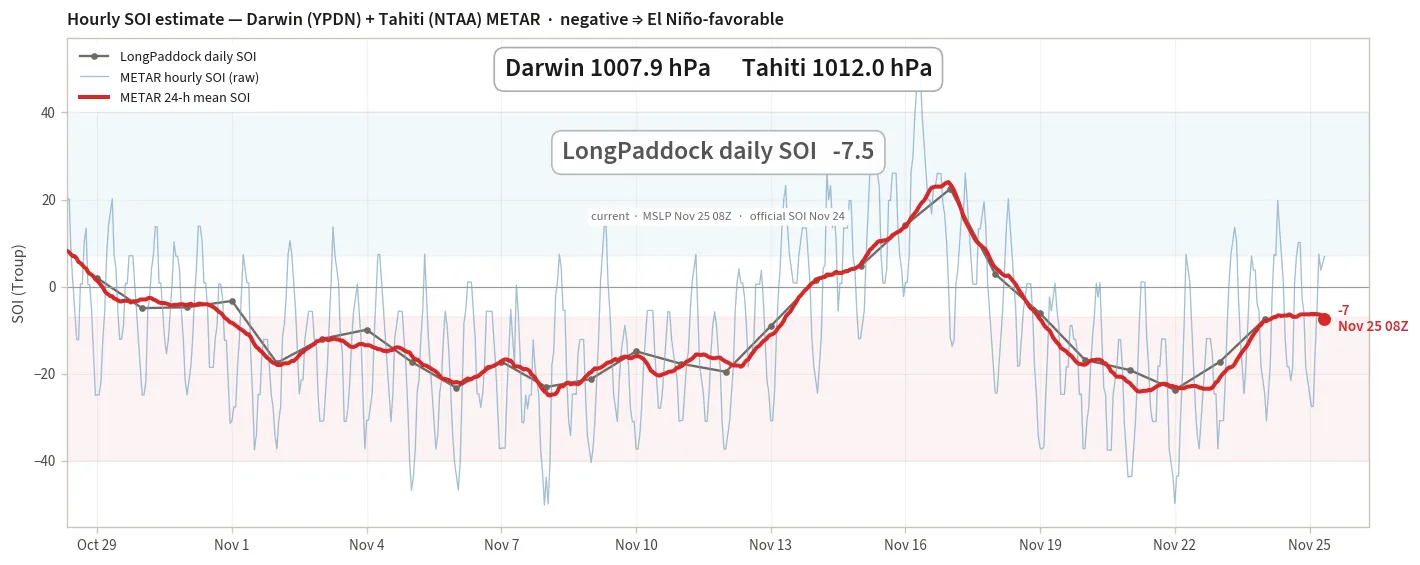 Hourly SOI estimate — Darwin (YPDN) + Tahiti (NTAA) METAR · negative ⇒ El Niño-favorable
LongPaddock daily SOI
METAR hourly SOI (raw)
METAR 24-h mean SOI
Darwin 1007.9 hPa Tahiti 1012.0 hPa
LongPaddock daily SOI -7.5
current · MSLP Nov 25 08Z · official SOI Nov 24
SOI (Troup)
40
20
0
−20
−40
-7
Nov 25 08Z
Oct 29
Nov 1
Nov 4
Nov 7
Nov 10
Nov 13
Nov 16
Nov 19
Nov 22
Nov 25